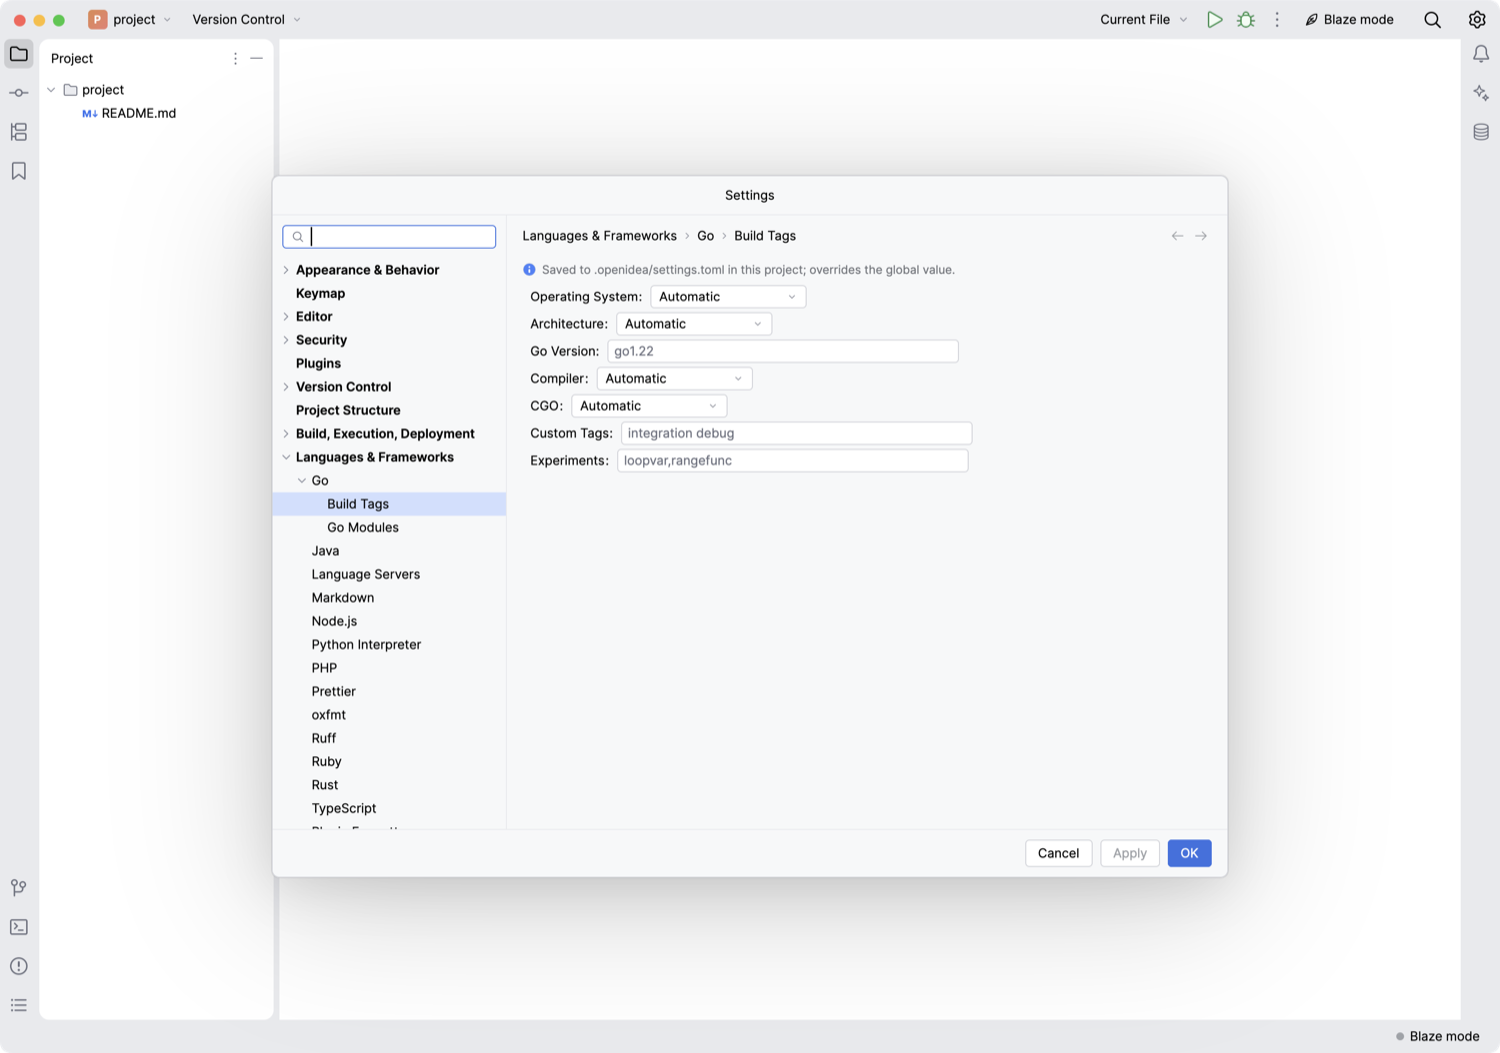 P project
Version Control
Current File
Blaze mode
Project
project
M↓ README.md
Settings
Languages & Frameworks › Go › Build Tags
Saved to .openidea/settings.toml in this project; overrides the global value.
Operating System: Automatic
Architecture: Automatic
Go Version: go1.22
Compiler: Automatic
CGO: Automatic
Custom Tags: integration debug
Experiments: loopvar,rangefunc
Appearance & Behavior
Keymap
Editor
Security
Plugins
Version Control
Project Structure
Build, Execution, Deployment
Languages & Frameworks
Go
Build Tags
Go Modules
Java
Language Servers
Markdown
Node.js
Python Interpreter
PHP
Prettier
oxfmt
Ruff
Ruby
Rust
TypeScript
Cancel
Apply
OK
Blaze mode